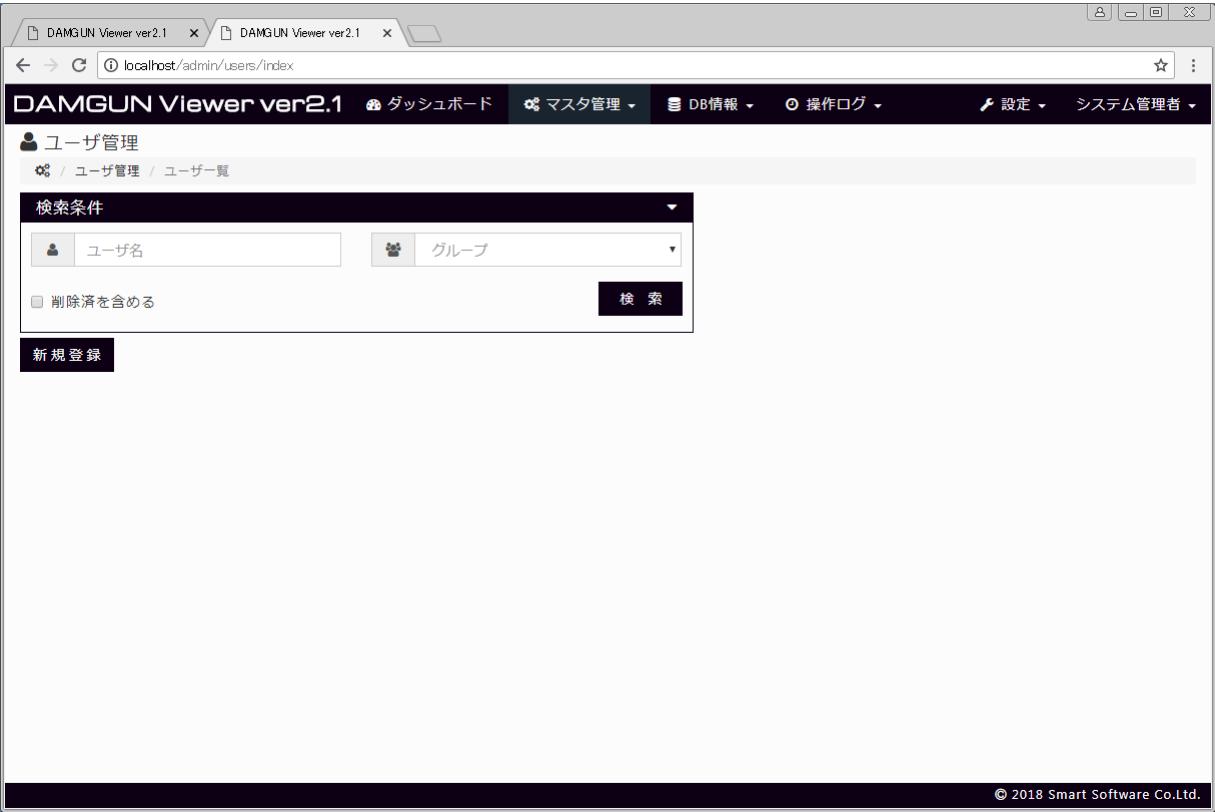 DAMGUN Viewer ver2.1 DAMGUN Viewer ver2.1
localhost/admin/users/index
DAMGUN Viewer ver2.1 ダッシュボード マスタ管理 DB情報 操作ログ 設定 システム管理者
ユーザ管理
/ ユーザ管理 / ユーザ一覧
検索条件
ユーザ名 グループ
削除済を含める 検 索
新規登録
© 2018 Smart Software Co.Ltd.